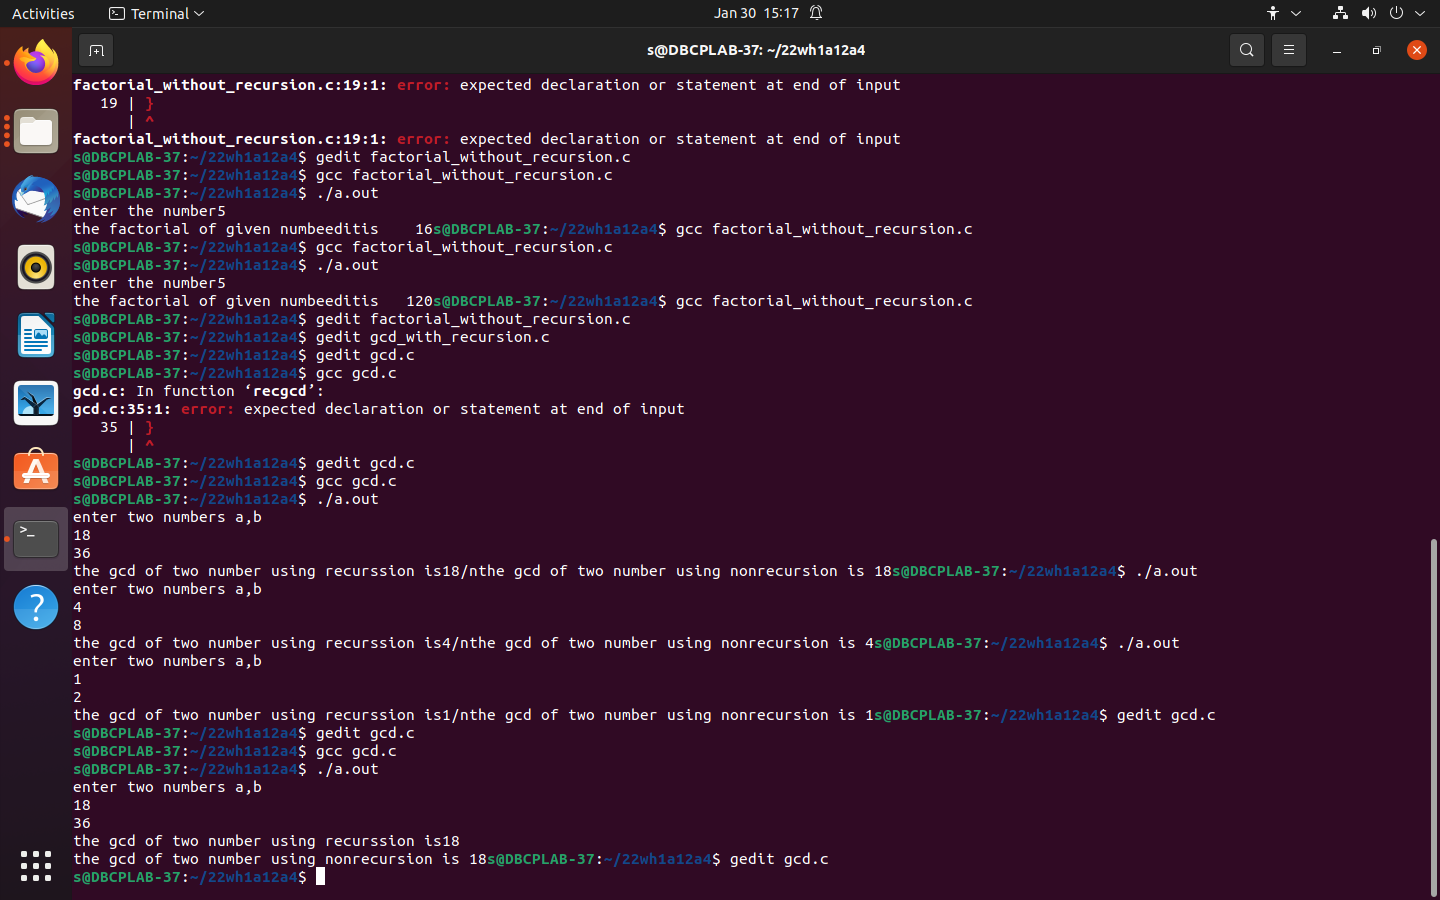 Activities Terminal Jan 30 15:17
s@DBCPLAB-37: ~/22wh1a12a4
factorial_without_recursion.c:19:1: error: expected declaration or statement at end of input
   19 | }
      | ^
factorial_without_recursion.c:19:1: error: expected declaration or statement at end of input
s@DBCPLAB-37:~/22wh1a12a4$ gedit factorial_without_recursion.c
s@DBCPLAB-37:~/22wh1a12a4$ gcc factorial_without_recursion.c
s@DBCPLAB-37:~/22wh1a12a4$ ./a.out
enter the number5
the factorial of given numbeeditis    16s@DBCPLAB-37:~/22wh1a12a4$ gcc factorial_without_recursion.c
s@DBCPLAB-37:~/22wh1a12a4$ gcc factorial_without_recursion.c
s@DBCPLAB-37:~/22wh1a12a4$ ./a.out
enter the number5
the factorial of given numbeeditis   120s@DBCPLAB-37:~/22wh1a12a4$ gcc factorial_without_recursion.c
s@DBCPLAB-37:~/22wh1a12a4$ gedit factorial_without_recursion.c
s@DBCPLAB-37:~/22wh1a12a4$ gedit gcd_with_recursion.c
s@DBCPLAB-37:~/22wh1a12a4$ gedit gcd.c
s@DBCPLAB-37:~/22wh1a12a4$ gcc gcd.c
gcd.c: In function ‘recgcd’:
gcd.c:35:1: error: expected declaration or statement at end of input
   35 | }
      | ^
s@DBCPLAB-37:~/22wh1a12a4$ gedit gcd.c
s@DBCPLAB-37:~/22wh1a12a4$ gcc gcd.c
s@DBCPLAB-37:~/22wh1a12a4$ ./a.out
enter two numbers a,b
18
36
the gcd of two number using recurssion is18/nthe gcd of two number using nonrecursion is 18s@DBCPLAB-37:~/22wh1a12a4$ ./a.out
enter two numbers a,b
4
8
the gcd of two number using recurssion is4/nthe gcd of two number using nonrecursion is 4s@DBCPLAB-37:~/22wh1a12a4$ ./a.out
enter two numbers a,b
1
2
the gcd of two number using recurssion is1/nthe gcd of two number using nonrecursion is 1s@DBCPLAB-37:~/22wh1a12a4$ gedit gcd.c
s@DBCPLAB-37:~/22wh1a12a4$ gedit gcd.c
s@DBCPLAB-37:~/22wh1a12a4$ gcc gcd.c
s@DBCPLAB-37:~/22wh1a12a4$ ./a.out
enter two numbers a,b
18
36
the gcd of two number using recurssion is18
the gcd of two number using nonrecursion is 18s@DBCPLAB-37:~/22wh1a12a4$ gedit gcd.c
s@DBCPLAB-37:~/22wh1a12a4$